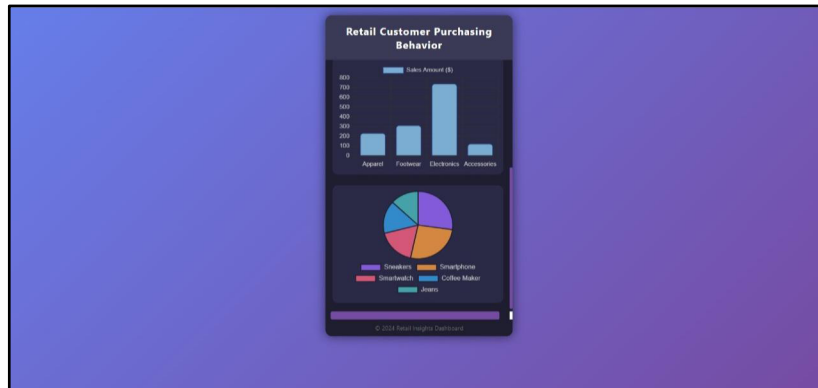 Retail Customer Purchasing
Behavior
Sales Amount ($)
800
700
600
500
400
300
200
100
0
Apparel Footwear Electronics Accessories
Sneakers Smartphone
Smartwatch Coffee Maker
Jeans
© 2024 Retail Insights Dashboard